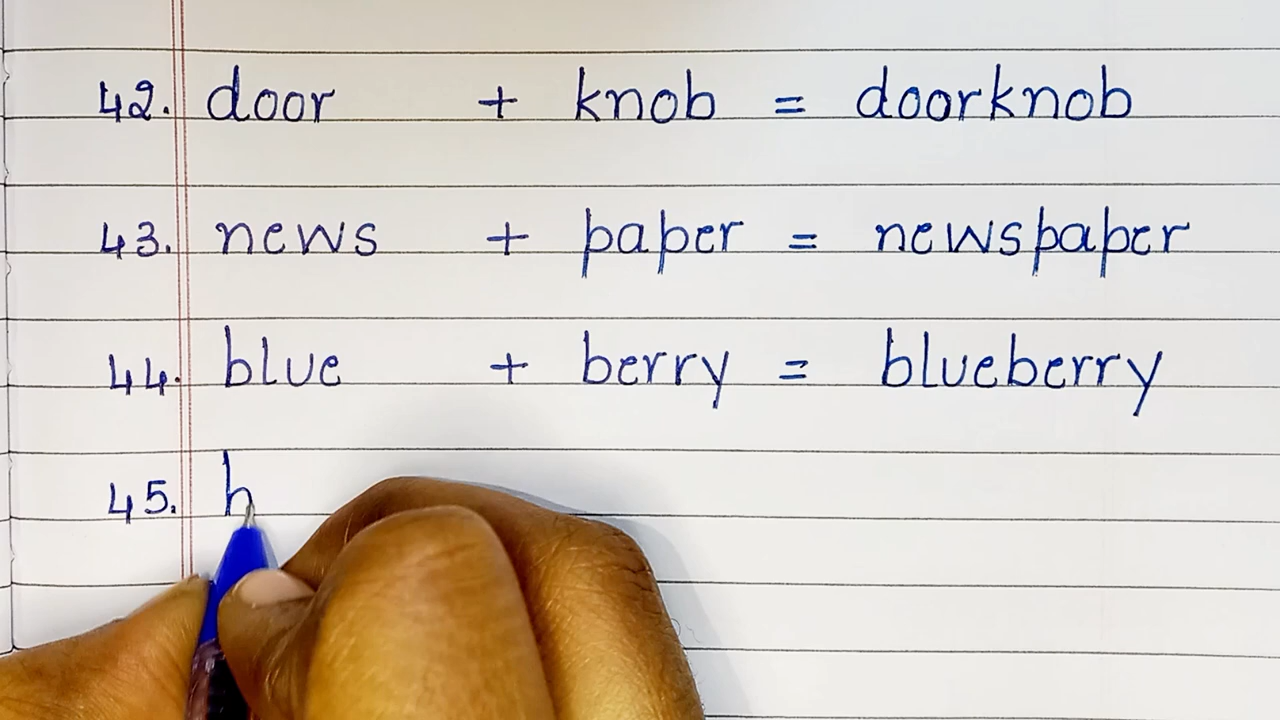 42. door + knob = doorknob
43. news + paper = newspaper
44. blue + berry = blueberry
45. h